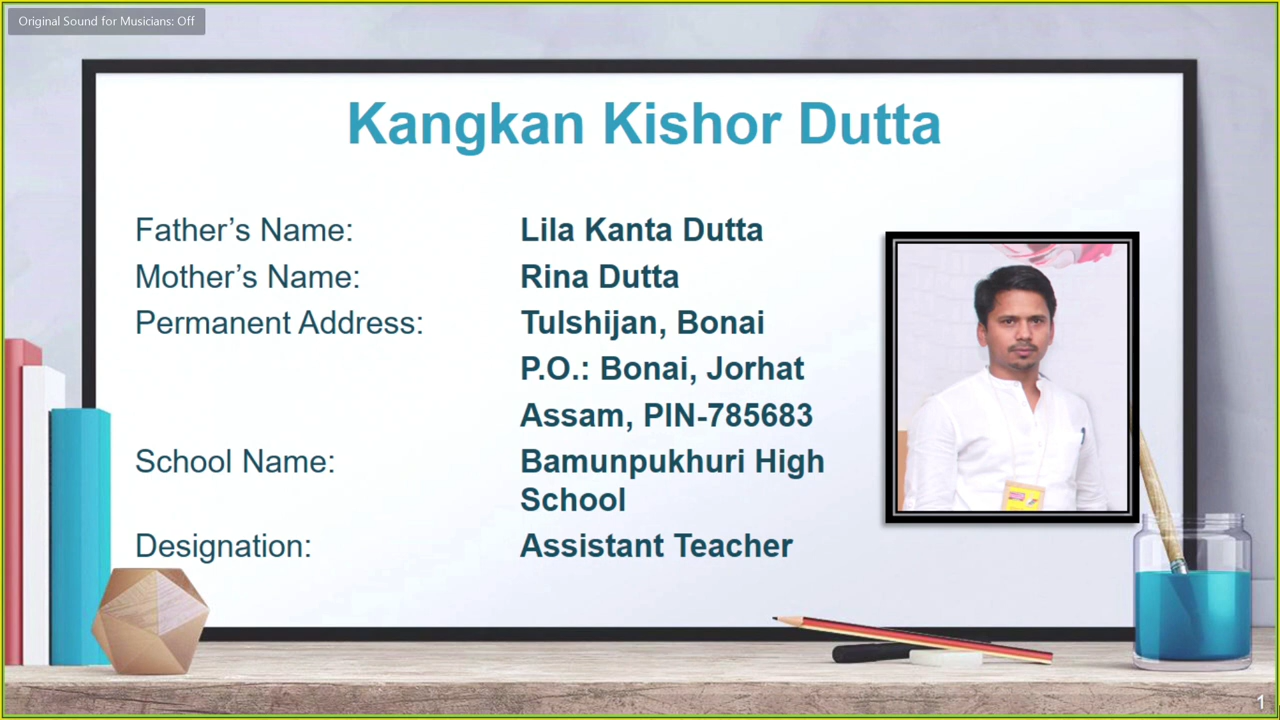 Original Sound for Musicians: Off
Kangkan Kishor Dutta
Father’s Name: Lila Kanta Dutta
Mother’s Name: Rina Dutta
Permanent Address: Tulshijan, Bonai
P.O.: Bonai, Jorhat
Assam, PIN-785683
School Name: Bamunpukhuri High
School
Designation: Assistant Teacher
1